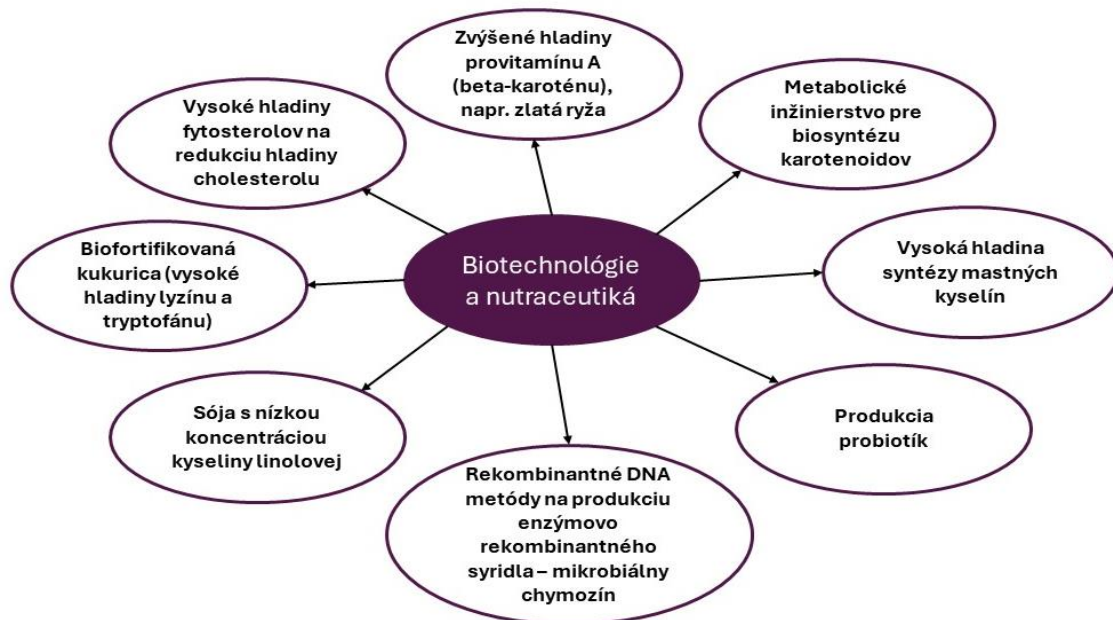 Zvýšené hladiny
provitamínu A
(beta-karoténu),
napr. zlatá ryža
Metabolické
inžinierstvo pre
biosyntézu
karotenoidov
Vysoké hladiny
fytosterolov na
redukciu hladiny
cholesterolu
Biotechnológie
a nutraceutiká
Biofortifikovaná
kukurica (vysoké
hladiny lyzínu a
tryptofánu)
Vysoká hladina
syntézy mastných
kyselín
Sója s nízkou
koncentráciou
kyseliny linolovej
Produkcia
probiotík
Rekombinantné DNA
metódy na produkciu
enzýmovo
rekombinantného
syridla – mikrobiálny
chymozín